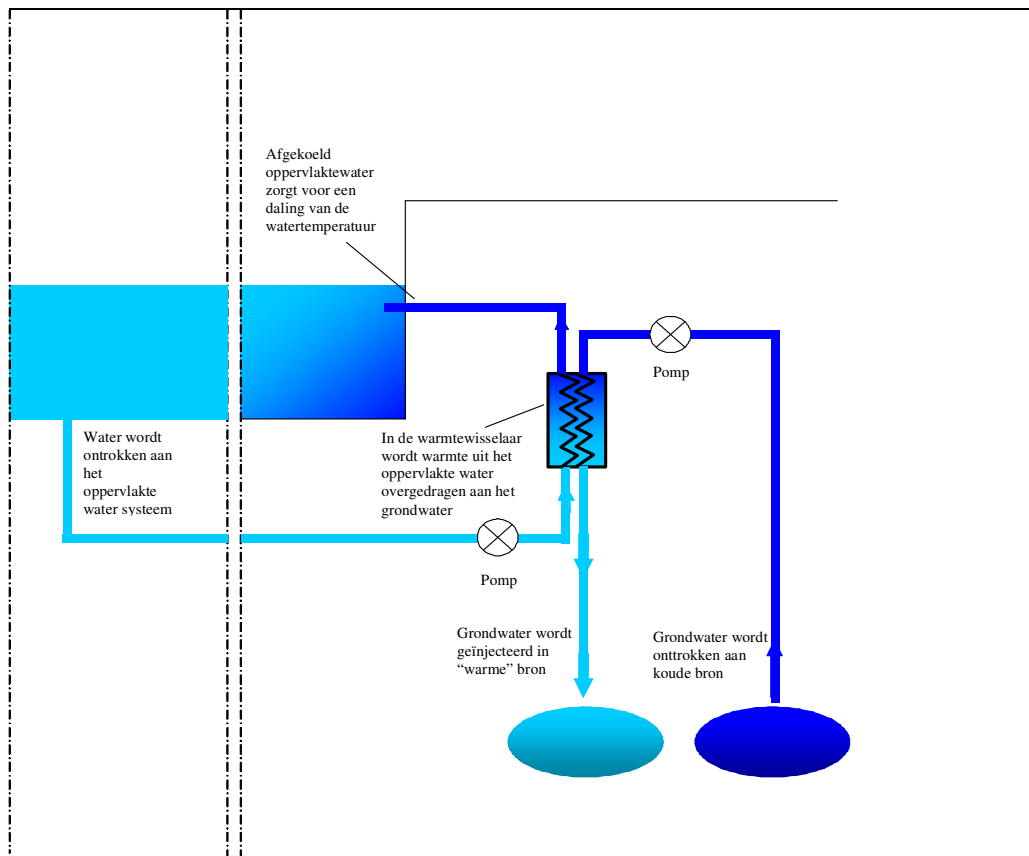 Afgekoeld
oppervlaktewater
zorgt voor een
daling van de
watertemperatuur
Pomp
Water wordt
ontrokken aan
het
oppervlakte
water systeem
In de warmtewisselaar
wordt warmte uit het
oppervlakte water
overgedragen aan het
grondwater
Pomp
Grondwater wordt
geïnjecteerd in
“warme” bron
Grondwater wordt
onttrokken aan
koude bron